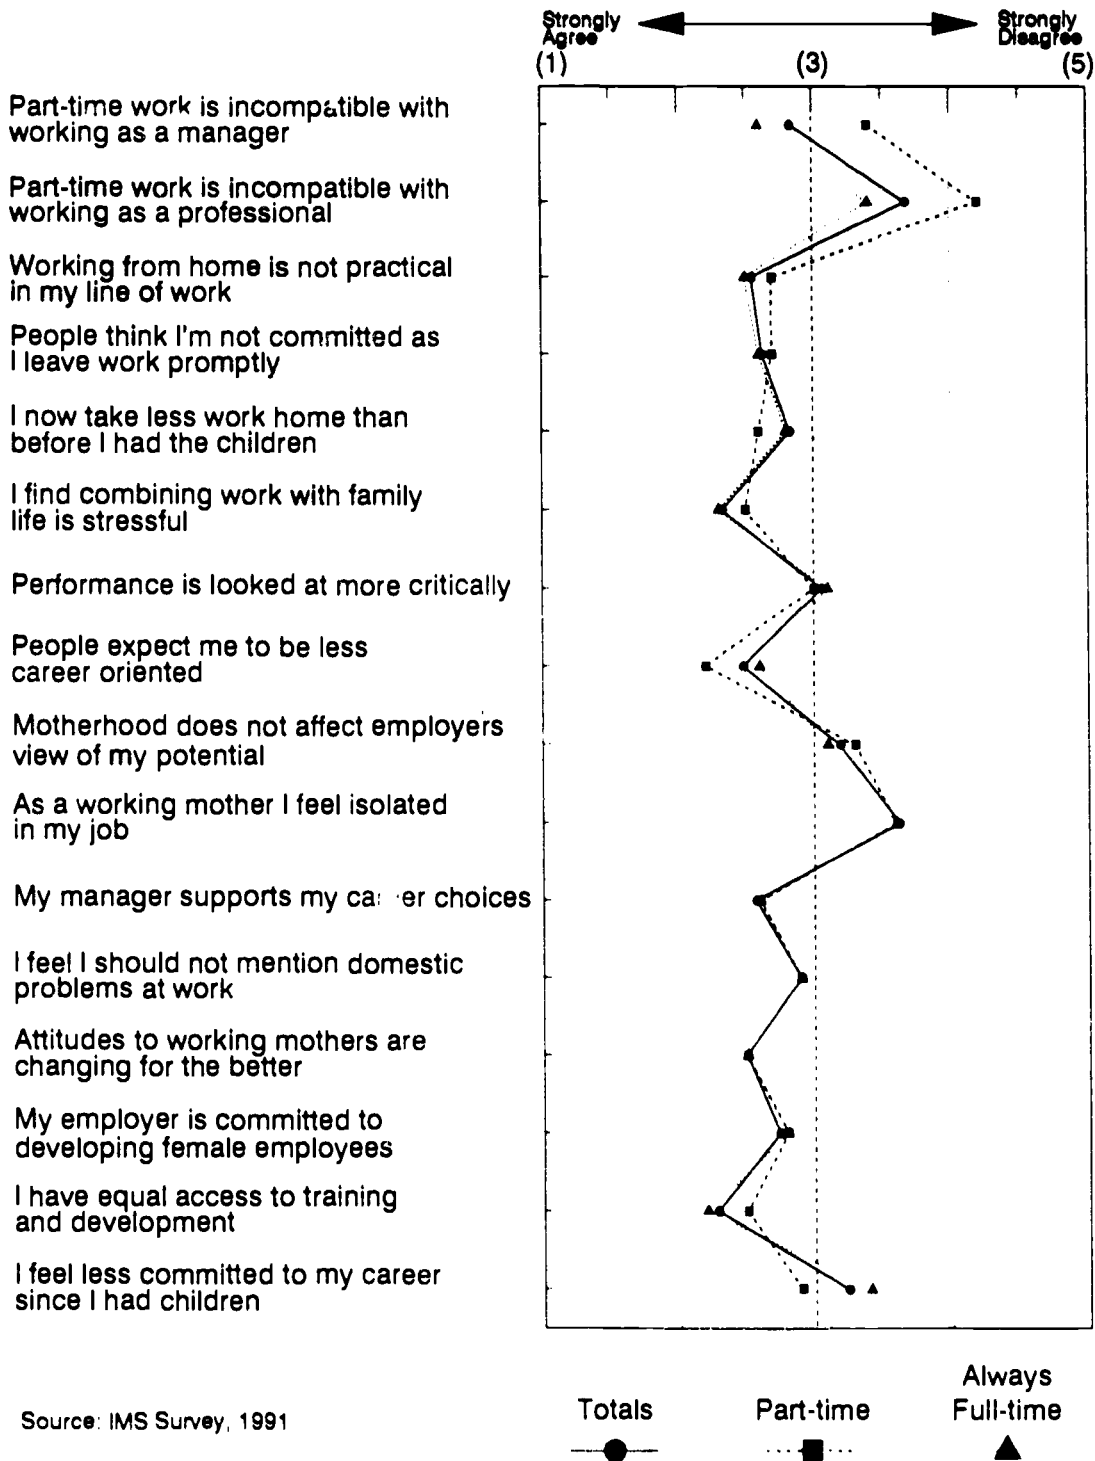 Strongly Agree
Strongly Disagree
(1) (3) (5)
Part-time work is incompatible with
working as a manager
Part-time work is incompatible with
working as a professional
Working from home is not practical
in my line of work
People think I'm not committed as
I leave work promptly
I now take less work home than
before I had the children
I find combining work with family
life is stressful
Performance is looked at more critically
People expect me to be less
career oriented
Motherhood does not affect employers
view of my potential
As a working mother I feel isolated
in my job
My manager supports my choices
I feel I should not mention domestic
problems at work
Attitudes to working mothers are
changing for the better
My employer is committed to
developing female employees
I have equal access to training
and development
I feel less committed to my career
since I had children
Source: IMS Survey, 1991
Totals
Part-time
Always
Full-time